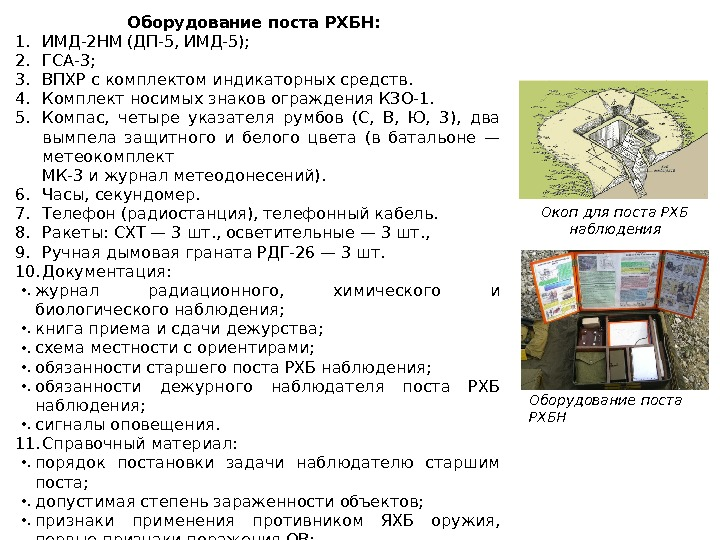 Оборудование поста РХБН:
1. ИМД-2НМ (ДП-5, ИМД-5);
2. ГСА-3;
3. ВПХР с комплектом индикаторных средств.
4. Комплект носимых знаков ограждения КЗО-1.
5. Компас, четыре указателя румбов (С, В, Ю, З), два
вымпела защитного и белого цвета (в батальоне —
метеокомплект
МК-3 и журнал метеодонесений).
6. Часы, секундомер.
7. Телефон (радиостанция), телефонный кабель.
8. Ракеты: СХТ — 3 шт., осветительные — 3 шт.,
9. Ручная дымовая граната РДГ-26 — 3 шт.
10. Документация:
•. журнал радиационного, химического и
биологического наблюдения;
•. книга приема и сдачи дежурства;
•. схема местности с ориентирами;
•. обязанности старшего поста РХБ наблюдения;
•. обязанности дежурного наблюдателя поста РХБ
наблюдения;
•. сигналы оповещения.
11. Справочный материал:
•. порядок постановки задачи наблюдателю старшим
поста;
•. допустимая степень зараженности объектов;
•. признаки применения противником ЯХБ оружия,
первые признаки поражения ОВ;
Окоп для поста РХБ
наблюдения
Оборудование поста
РХБН